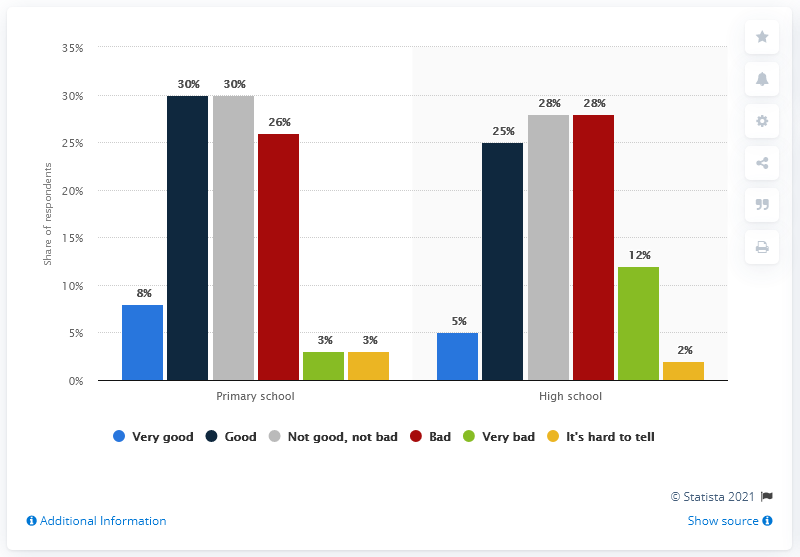 35%
30%
25%
20%
15%
10%
5%
0%
Share of respondents
8%
30%
30%
26%
3%
3%
5%
25%
28%
28%
12%
2%
Primary school
High school
Very good Good Not good, not bad Bad Very bad It's hard to tell
© Statista 2021
Additional Information
Show source